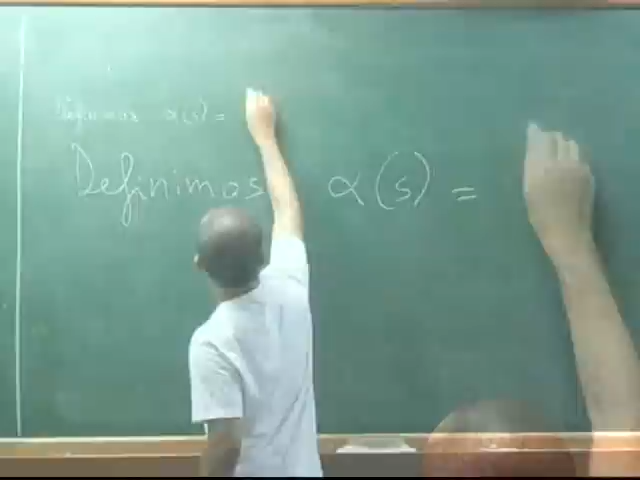 Definimos α(s) =
Definimos α(s) =